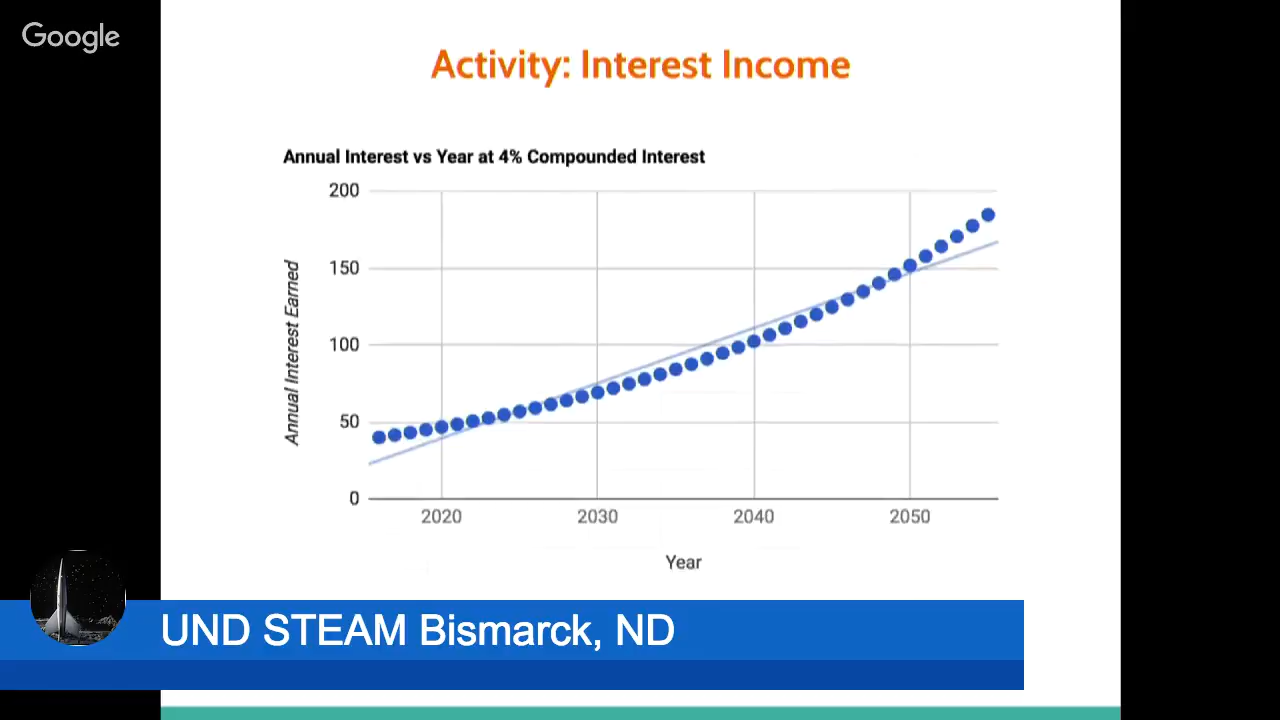 Google
Activity: Interest Income
Annual Interest vs Year at 4% Compounded Interest
200
150
100
50
0
Annual Interest Earned
2020 2030 2040 2050
Year
UND STEAM Bismarck, ND